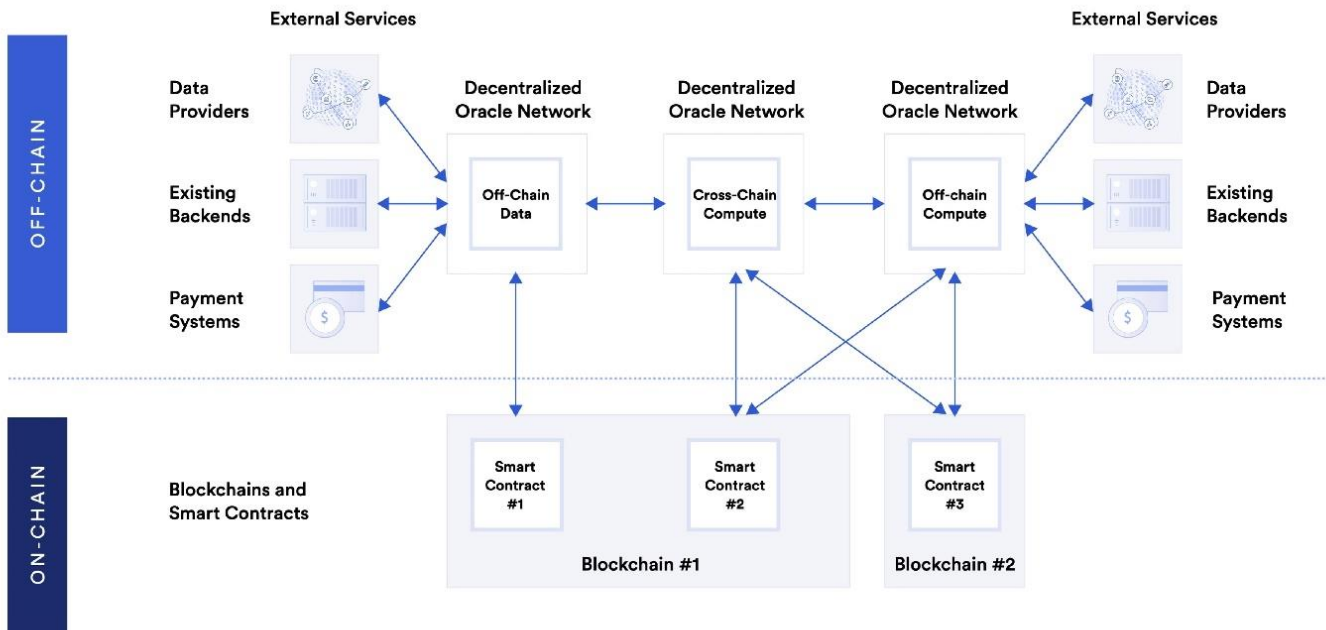 External Services
External Services
OFF-CHAIN
Data
Providers
Existing
Backends
Payment
Systems
Decentralized
Oracle Network
Off-Chain
Data
Decentralized
Oracle Network
Cross-Chain
Compute
Decentralized
Oracle Network
Off-chain
Compute
Data
Providers
Existing
Backends
Payment
Systems
$
$
ON-CHAIN
Blockchains and
Smart Contracts
Smart
Contract
#1
Smart
Contract
#2
Blockchain #1
Smart
Contract
#3
Blockchain #2